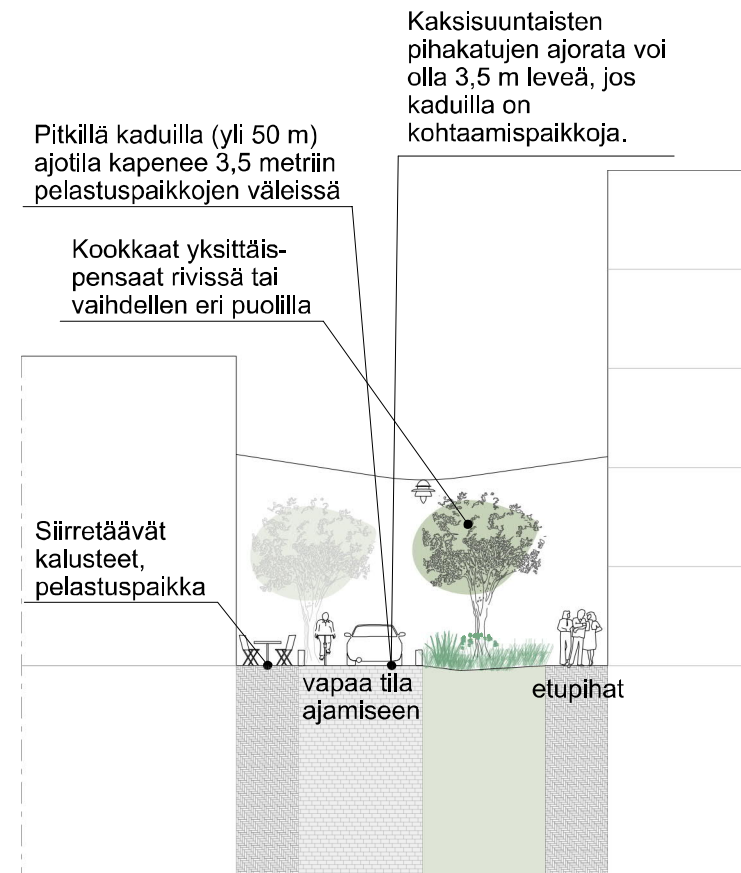 Kaksisuuntaisten
pihakatujen ajorata voi
olla 3,5 m leveä, jos
kaduilla on
kohtaamispaikkoja.
Pitkillä kaduilla (yli 50 m)
ajotila kapenee 3,5 metriin
pelastuspaikkojen väleissä
Kookkaat yksittäis-
pensaat rivissä tai
vaihdellen eri puolilla
Siirretäävät
kalusteet,
pelastuspaikka
vapaa tila
ajamiseen
etupihat